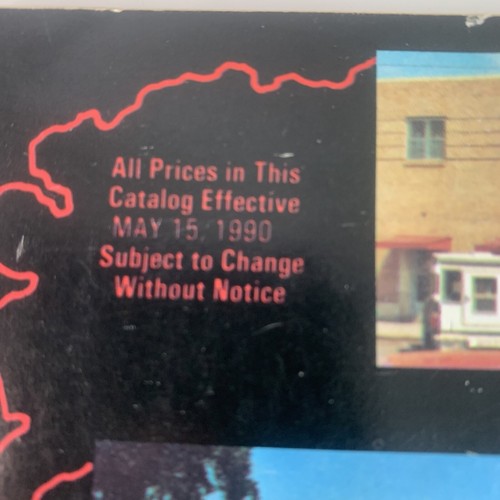 All Prices in This
Catalog Effective
MAY 15, 1990
Subject to Change
Without Notice